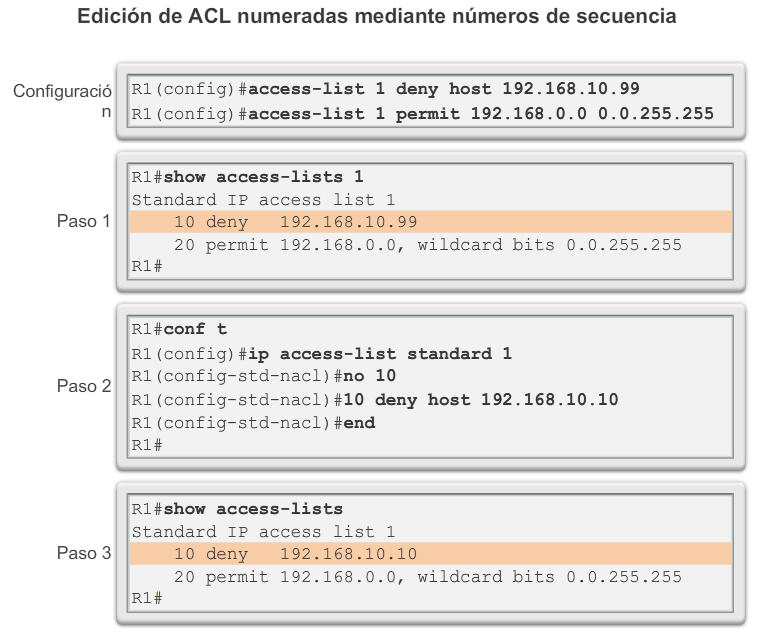 Edición de ACL numeradas mediante números de secuencia
Configuració
n
R1(config)#access-list 1 deny host 192.168.10.99
R1(config)#access-list 1 permit 192.168.0.0 0.0.255.255
Paso 1
R1#show access-lists 1
Standard IP access list 1
    10 deny   192.168.10.99
    20 permit 192.168.0.0, wildcard bits 0.0.255.255
R1#
Paso 2
R1#conf t
R1(config)#ip access-list standard 1
R1(config-std-nacl)#no 10
R1(config-std-nacl)#10 deny host 192.168.10.10
R1(config-std-nacl)#end
R1#
Paso 3
R1#show access-lists
Standard IP access list 1
    10 deny   192.168.10.10
    20 permit 192.168.0.0, wildcard bits 0.0.255.255
R1#